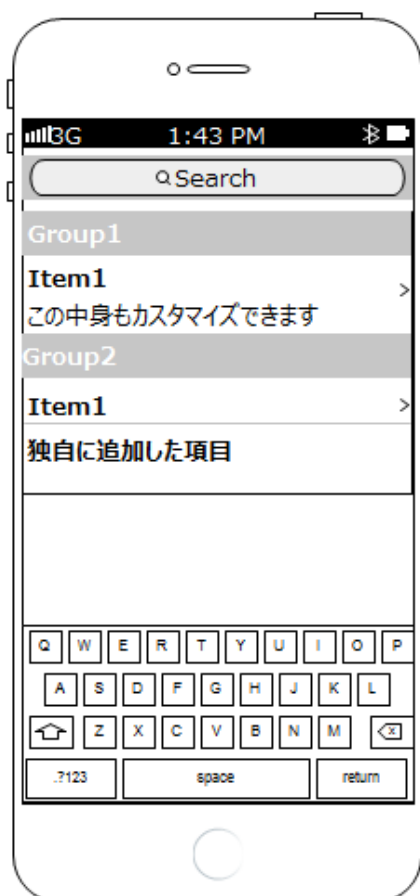 3G 1:43 PM
Search
Group1
Item1
この中身もカスタマイズできます
Group2
Item1
独自に追加した項目
Q W E R T Y U I O P
A S D F G H J K L
Z X C V B N M
.?123 space return